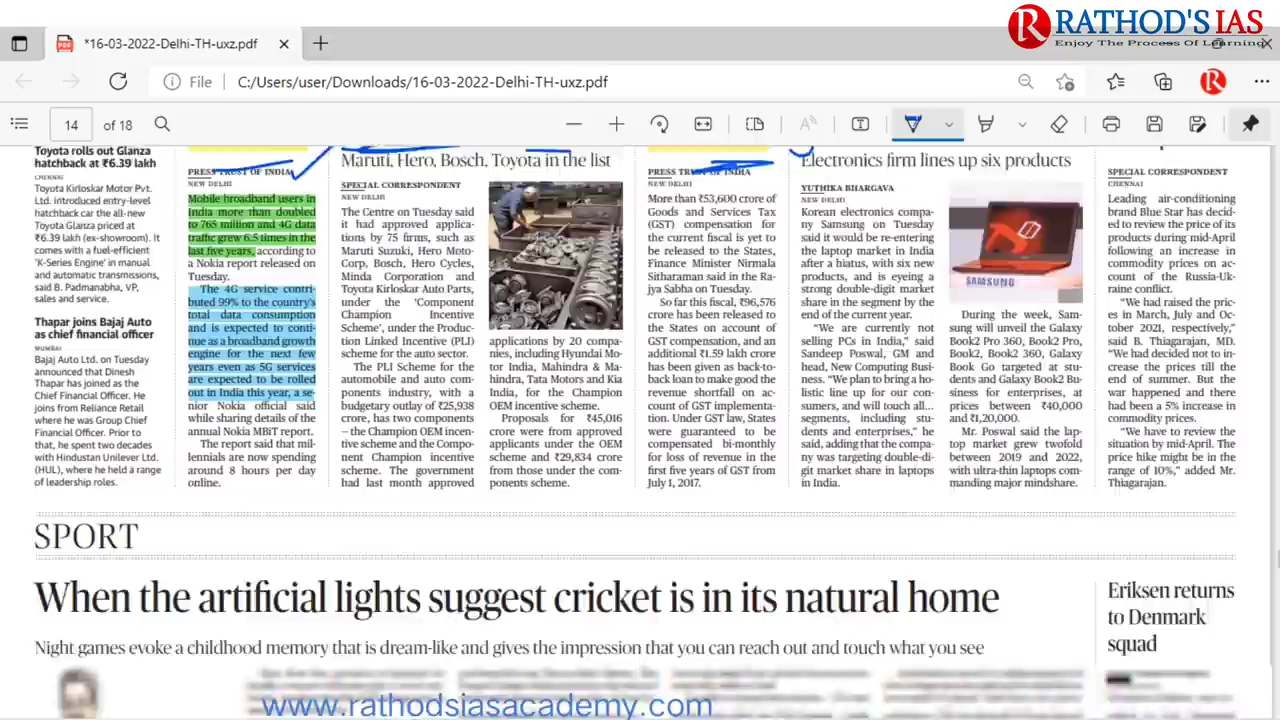 RATHOD'S IAS
Enjoy The Process Of Learning
*16-03-2022-Delhi-TH-uxz.pdf
File
C:/Users/user/Downloads/16-03-2022-Delhi-TH-uxz.pdf
14 of 18
Toyota rolls out Glanza
hatchback at ₹6.39 lakh
CHENNAI
Toyota Kirloskar Motor Pvt.
Ltd. introduced entry-level
hatchback car the all-new
Toyota Glanza priced at
₹6.39 lakh (ex-showroom). It
comes with a fuel-efficient
'K-Series Engine' in manual
and automatic transmissions,
said B. Padmanabha, VP,
sales and service.
Thapar joins Bajaj Auto
as chief financial officer
MUMBAI
Bajaj Auto Ltd. on Tuesday
announced that Dinesh
Thapar has joined as the
Chief Financial Officer. He
joins from Reliance Retail
where he was Group Chief
Financial Officer. Prior to
that, he spent two decades
with Hindustan Unilever Ltd.
(HUL), where he held a range
of leadership roles.
PRESS TRUST OF INDIA
NEW DELHI
Mobile broadband users in
India more than doubled
to 765 million and 4G data
traffic grew 6.5 times in the
last five years, according to
a Nokia report released on
Tuesday.
The 4G service contri-
buted 99% to the country's
total data consumption
and is expected to conti-
nue as a broadband growth
engine for the next few
years even as 5G services
are expected to be rolled
out in India this year, a se-
nior Nokia official said
while sharing details of the
annual Nokia MBiT report.
The report said that mil-
lennials are now spending
around 8 hours per day
online.
Maruti, Hero, Bosch, Toyota in the list
SPECIAL CORRESPONDENT
NEW DELHI
The Centre on Tuesday said
it had approved applications
by 75 firms, such as
Maruti Suzuki, Hero Moto-
Corp, Bosch, Hero Cycles,
Minda Corporation and
Toyota Kirloskar Auto Parts,
under the 'Component
Champion Incentive
Scheme', under the Produc-
tion Linked Incentive (PLI)
scheme for the auto sector.
The PLI Scheme for the
automobile and auto com-
ponents industry, with a
budgetary outlay of ₹25,938
crore, has two components
– the Champion OEM incen-
tive scheme and the Compo-
nent Champion incentive
scheme. The government
had last month approved
applications by 20 compa-
nies, including Hyundai Mo-
tor India, Mahindra & Ma-
hindra, Tata Motors and Kia
India, for the Champion
OEM incentive scheme.
Proposals for ₹45,016
crore were from approved
applicants under the OEM
scheme and ₹29,834 crore
from those under the com-
ponents scheme.
PRESS TRUST OF INDIA
NEW DELHI
More than ₹53,600 crore of
Goods and Services Tax
(GST) compensation for
the current fiscal is yet to
be released to the States,
Finance Minister Nirmala
Sitharaman said in the Ra-
jya Sabha on Tuesday.
So far this fiscal, ₹96,576
crore has been released to
the States on account of
GST compensation, and an
additional ₹1.59 lakh crore
has been given as back-to-
back loan to make good the
revenue shortfall on ac-
count of GST implementa-
tion. Under GST law, States
were guaranteed to be
compensated bi-monthly
for loss of revenue in the
first five years of GST from
July 1, 2017.
Electronics firm lines up six products
YUTHIKA BHARGAVA
NEW DELHI
Korean electronics compa-
ny Samsung on Tuesday
said it would be re-entering
the laptop market in India
after a hiatus, with six new
products, and is eyeing a
strong double-digit market
share in the segment by the
end of the current year.
"We are currently not
selling PCs in India," said
Sandeep Poswal, GM and
head, New Computing Busi-
ness. "We plan to bring a ho-
listic line up for our con-
sumers, and will touch all...
segments, including stu-
dents and enterprises," he
said, adding that the compa-
ny was targeting double-di-
git market share in laptops
in India.
SAMSUNG
During the week, Sam-
sung will unveil the Galaxy
Book2 Pro 360, Book2 Pro,
Book2, Book2 360, Galaxy
Book Go targeted at stu-
dents and Galaxy Book2 Bu-
siness for enterprises, at
prices between ₹40,000
and ₹1,20,000.
Mr. Poswal said the lap-
top market grew twofold
between 2019 and 2022,
with ultra-thin laptops com-
manding major mindshare.
SPECIAL CORRESPONDENT
CHENNAI
Leading air-conditioning
brand Blue Star has decid-
ed to review the price of its
products during mid-April
following an increase in
commodity prices on ac-
count of the Russia-Uk-
raine conflict.
"We had raised the pric-
es in March, July and Oc-
tober 2021, respectively,"
said B. Thiagarajan, MD.
"We had decided not to in-
crease the prices till the
end of summer. But the
war happened and there
had been a 5% increase in
commodity prices.
"We have to review the
situation by mid-April. The
price hike might be in the
range of 10%," added Mr.
Thiagarajan.
SPORT
When the artificial lights suggest cricket is in its natural home
Night games evoke a childhood memory that is dream-like and gives the impression that you can reach out and touch what you see
Eriksen returns
to Denmark
squad
www.rathodsiasacademy.com